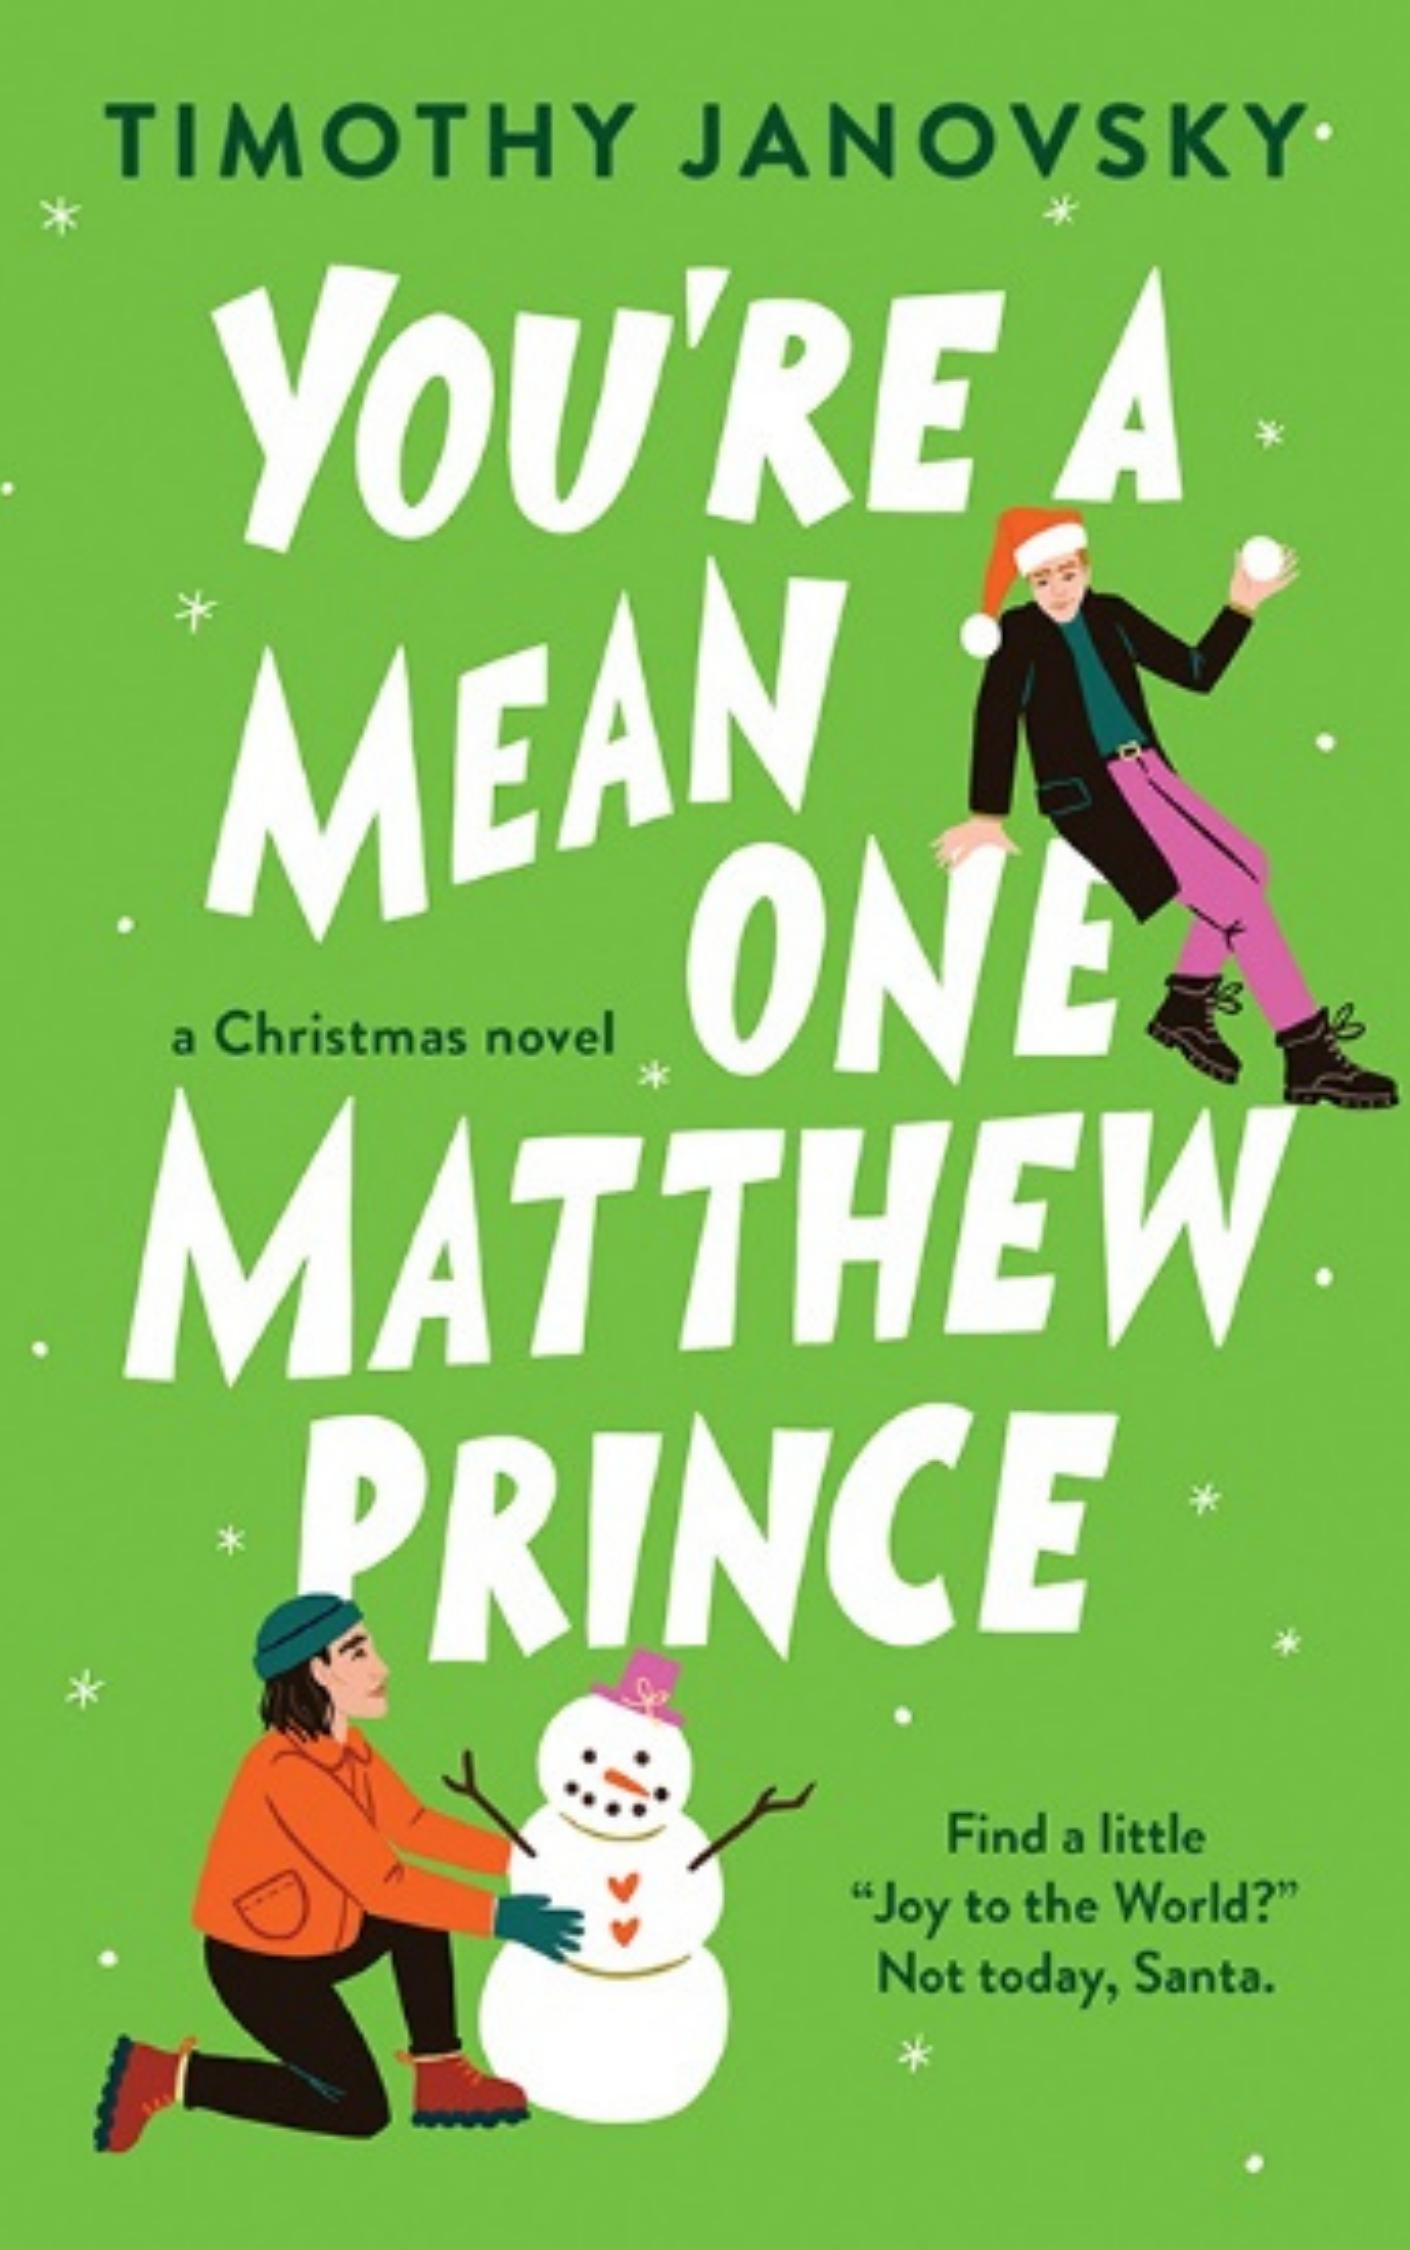 TIMOTHY JANOVSKY
YOU'RE A
MEAN
ONE
a Christmas novel
MATTHEW
PRINCE
Find a little
“Joy to the World?”
Not today, Santa.